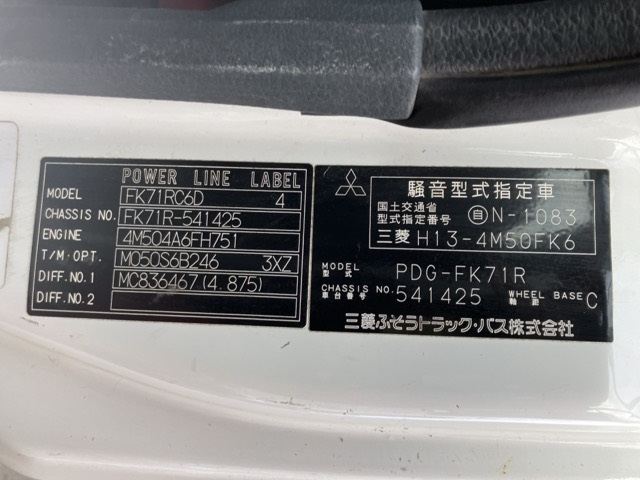 POWER LINE LABEL
MODEL FK71RC6D 4
CHASSIS NO. FK71R-541425
ENGINE 4M504A6FH751
T/M・OPT. M050S6B246 3XZ
DIFF.NO.1 MC836467(4.875)
DIFF.NO.2
騒音型式指定車
国土交通省
型式指定番号 自N-1083
三菱 H13-4M50FK6
MODEL
型式 PDG-FK71R
CHASSIS NO. 541425 WHEEL BASE C
車台番号 軸距
三菱ふそうトラック・バス株式会社